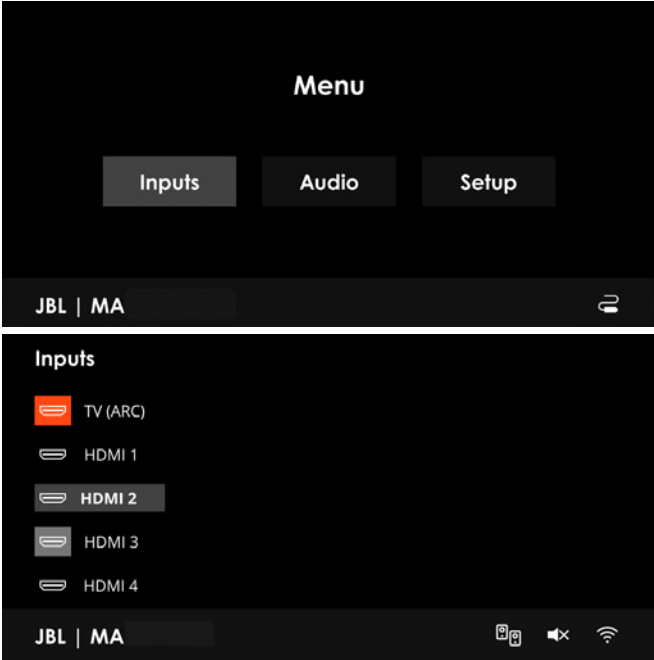 Menu
Inputs Audio Setup
JBL | MA
Inputs
TV (ARC)
HDMI 1
HDMI 2
HDMI 3
HDMI 4
JBL | MA